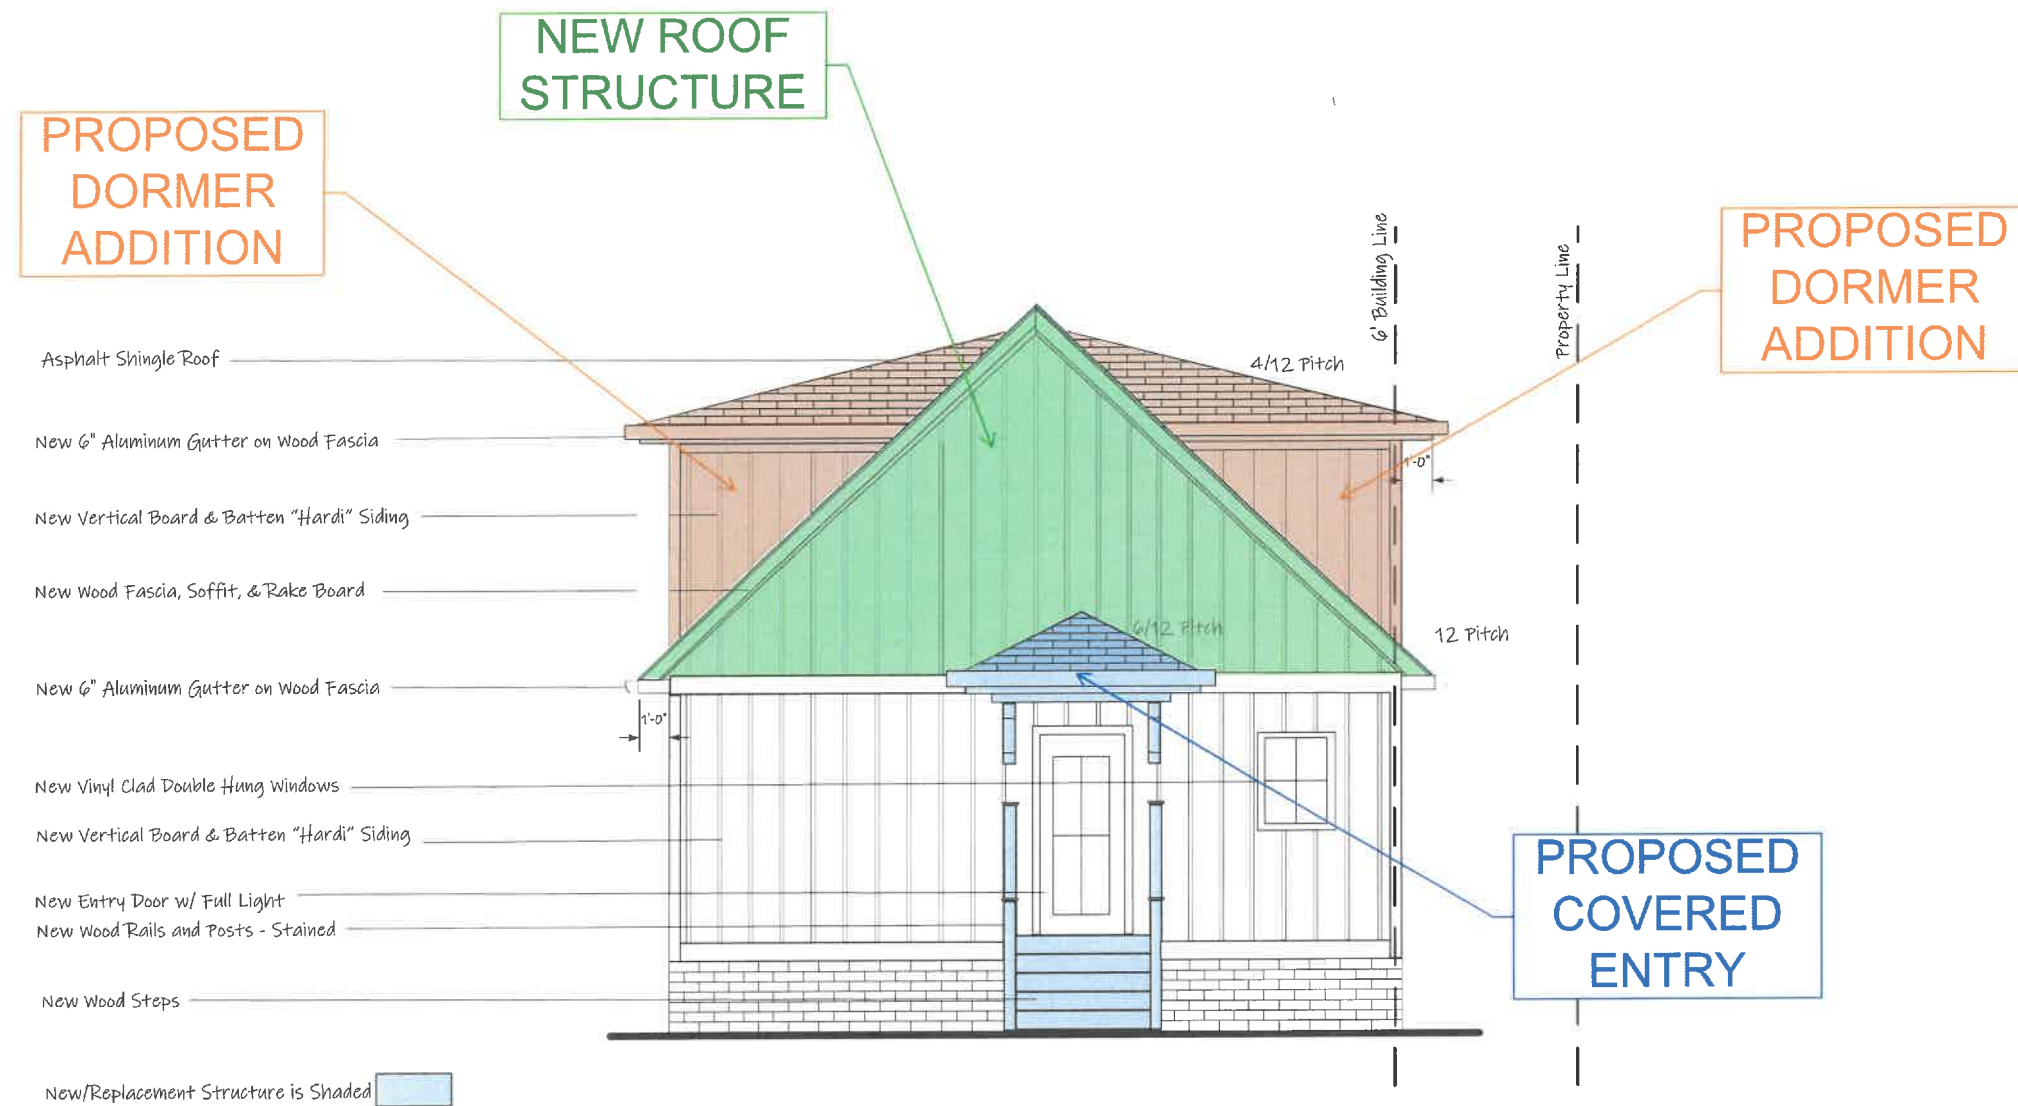 NEW ROOF
STRUCTURE
PROPOSED
DORMER
ADDITION
PROPOSED
DORMER
ADDITION
6' Building Line
Property Line
Asphalt Shingle Roof
4/12 Pitch
New 6" Aluminum Gutter on Wood Fascia
1'-0"
New Vertical Board & Batten "Hardi" Siding
New Wood Fascia, Soffit, & Rake Board
6/12 Pitch
12 Pitch
New 6" Aluminum Gutter on Wood Fascia
1'-0"
New Vinyl Clad Double Hung Windows
New Vertical Board & Batten "Hardi" Siding
PROPOSED
COVERED
ENTRY
New Entry Door w/ Full Light
New Wood Rails and Posts - Stained
New Wood Steps
New/Replacement Structure is Shaded